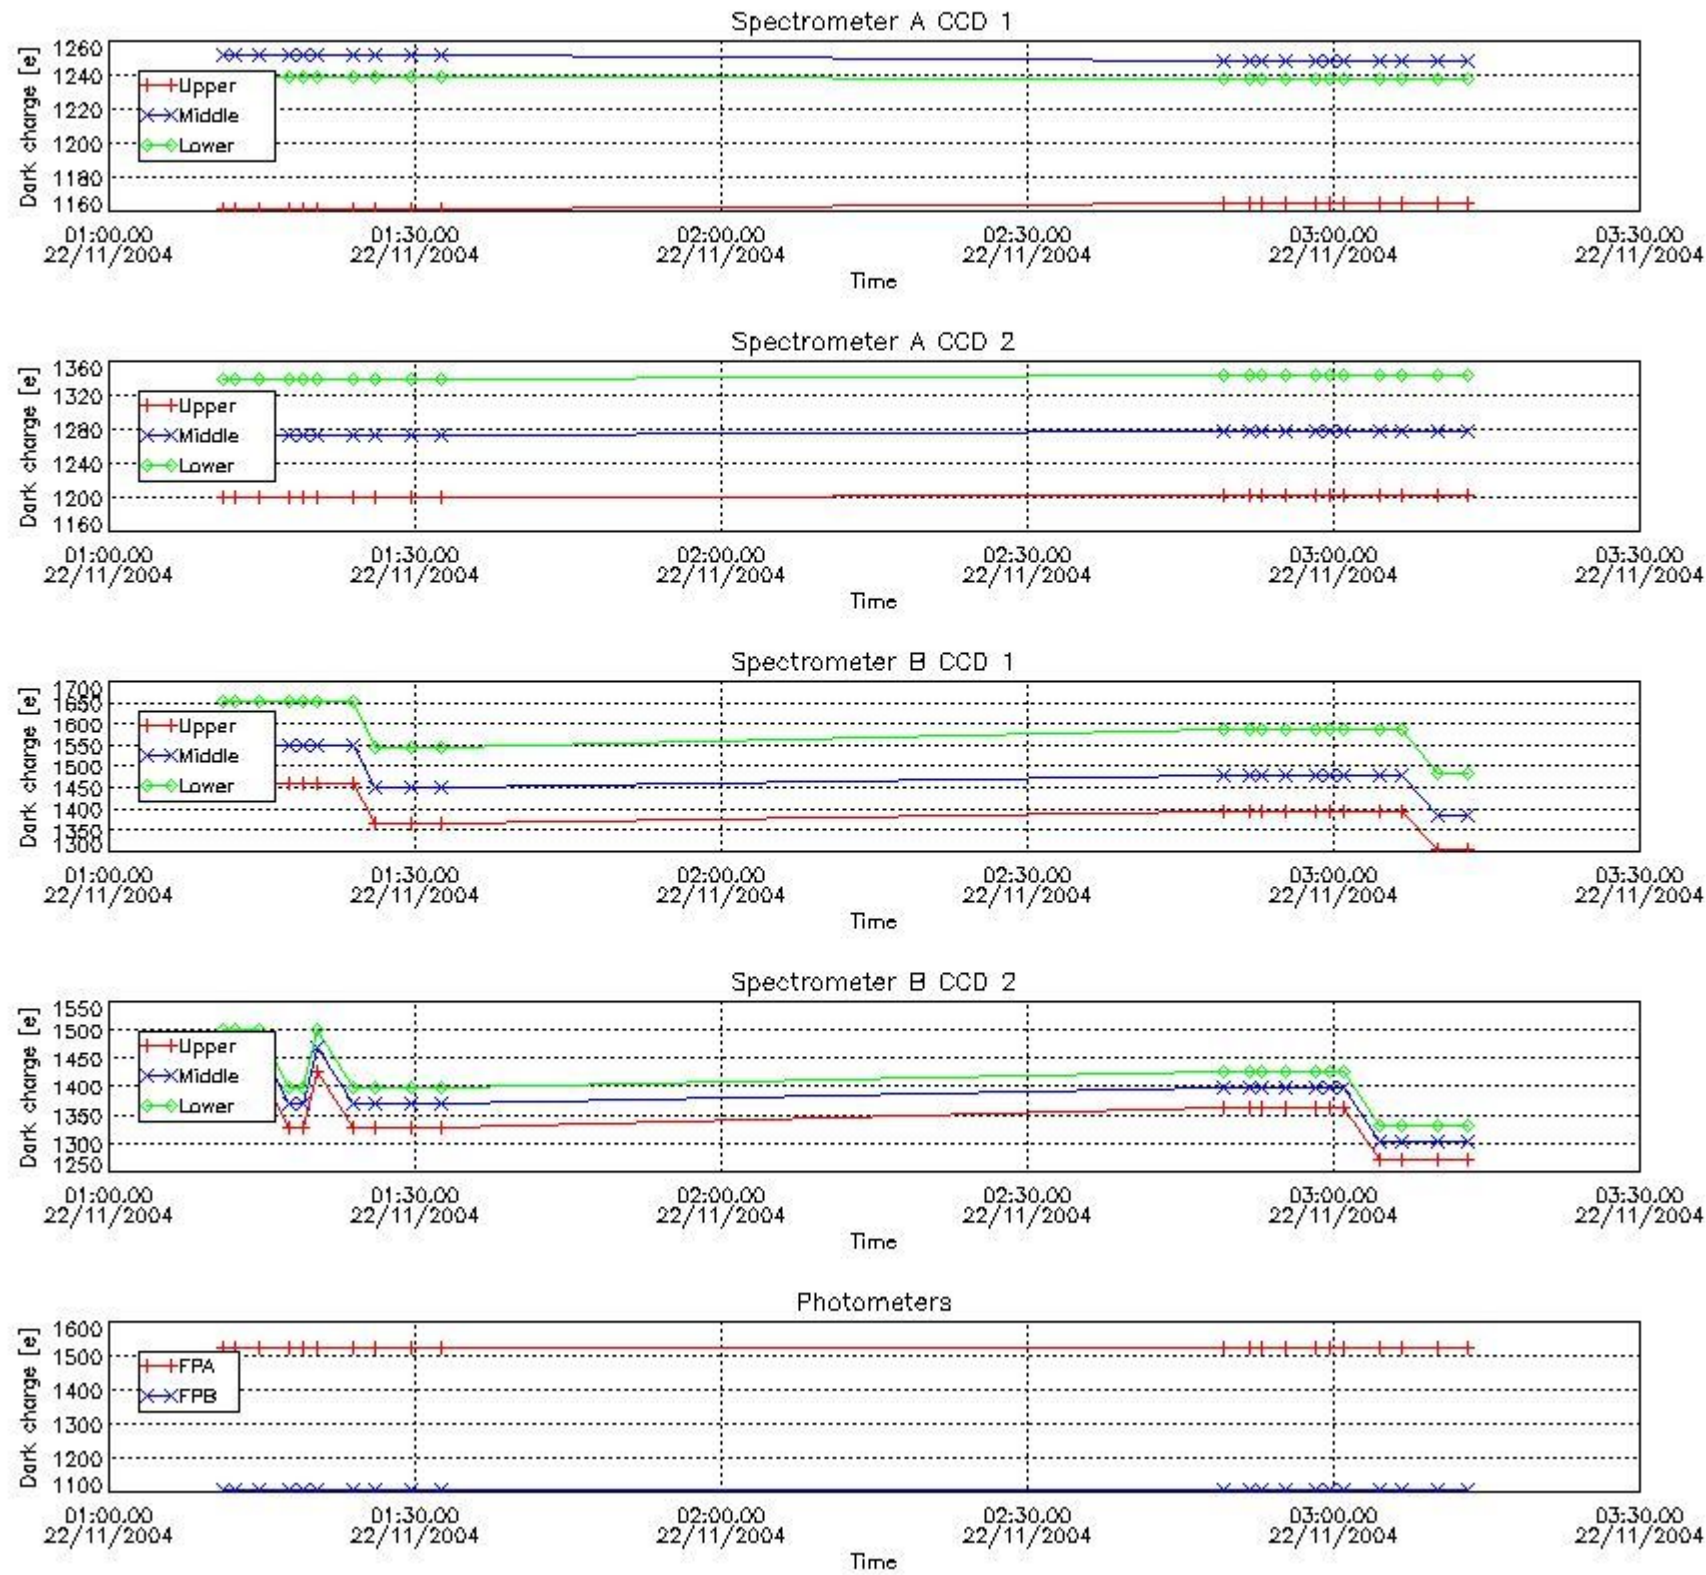 Spectrometer A CCD 1
Dark charge [e]
1260
1240
1220
1200
1180
1160
Upper
Middle
Lower
01:00.00 01:30.00 02:00.00 02:30.00 03:00.00 03:30.00
22/11/2004 22/11/2004 22/11/2004 22/11/2004 22/11/2004 22/11/2004
Time
Spectrometer A CCD 2
Dark charge [e]
1360
1320
1280
1240
1200
1160
Upper
Middle
Lower
01:00.00 01:30.00 02:00.00 02:30.00 03:00.00 03:30.00
22/11/2004 22/11/2004 22/11/2004 22/11/2004 22/11/2004 22/11/2004
Time
Spectrometer B CCD 1
Dark charge [e]
1700
1650
1600
1550
1500
1450
1400
1350
1300
Upper
Middle
Lower
01:00.00 01:30.00 02:00.00 02:30.00 03:00.00 03:30.00
22/11/2004 22/11/2004 22/11/2004 22/11/2004 22/11/2004 22/11/2004
Time
Spectrometer B CCD 2
Dark charge [e]
1550
1500
1450
1400
1350
1300
1250
Upper
Middle
Lower
01:00.00 01:30.00 02:00.00 02:30.00 03:00.00 03:30.00
22/11/2004 22/11/2004 22/11/2004 22/11/2004 22/11/2004 22/11/2004
Time
Photometers
Dark charge [e]
1600
1500
1400
1300
1200
1100
FPA
FPB
01:00.00 01:30.00 02:00.00 02:30.00 03:00.00 03:30.00
22/11/2004 22/11/2004 22/11/2004 22/11/2004 22/11/2004 22/11/2004
Time